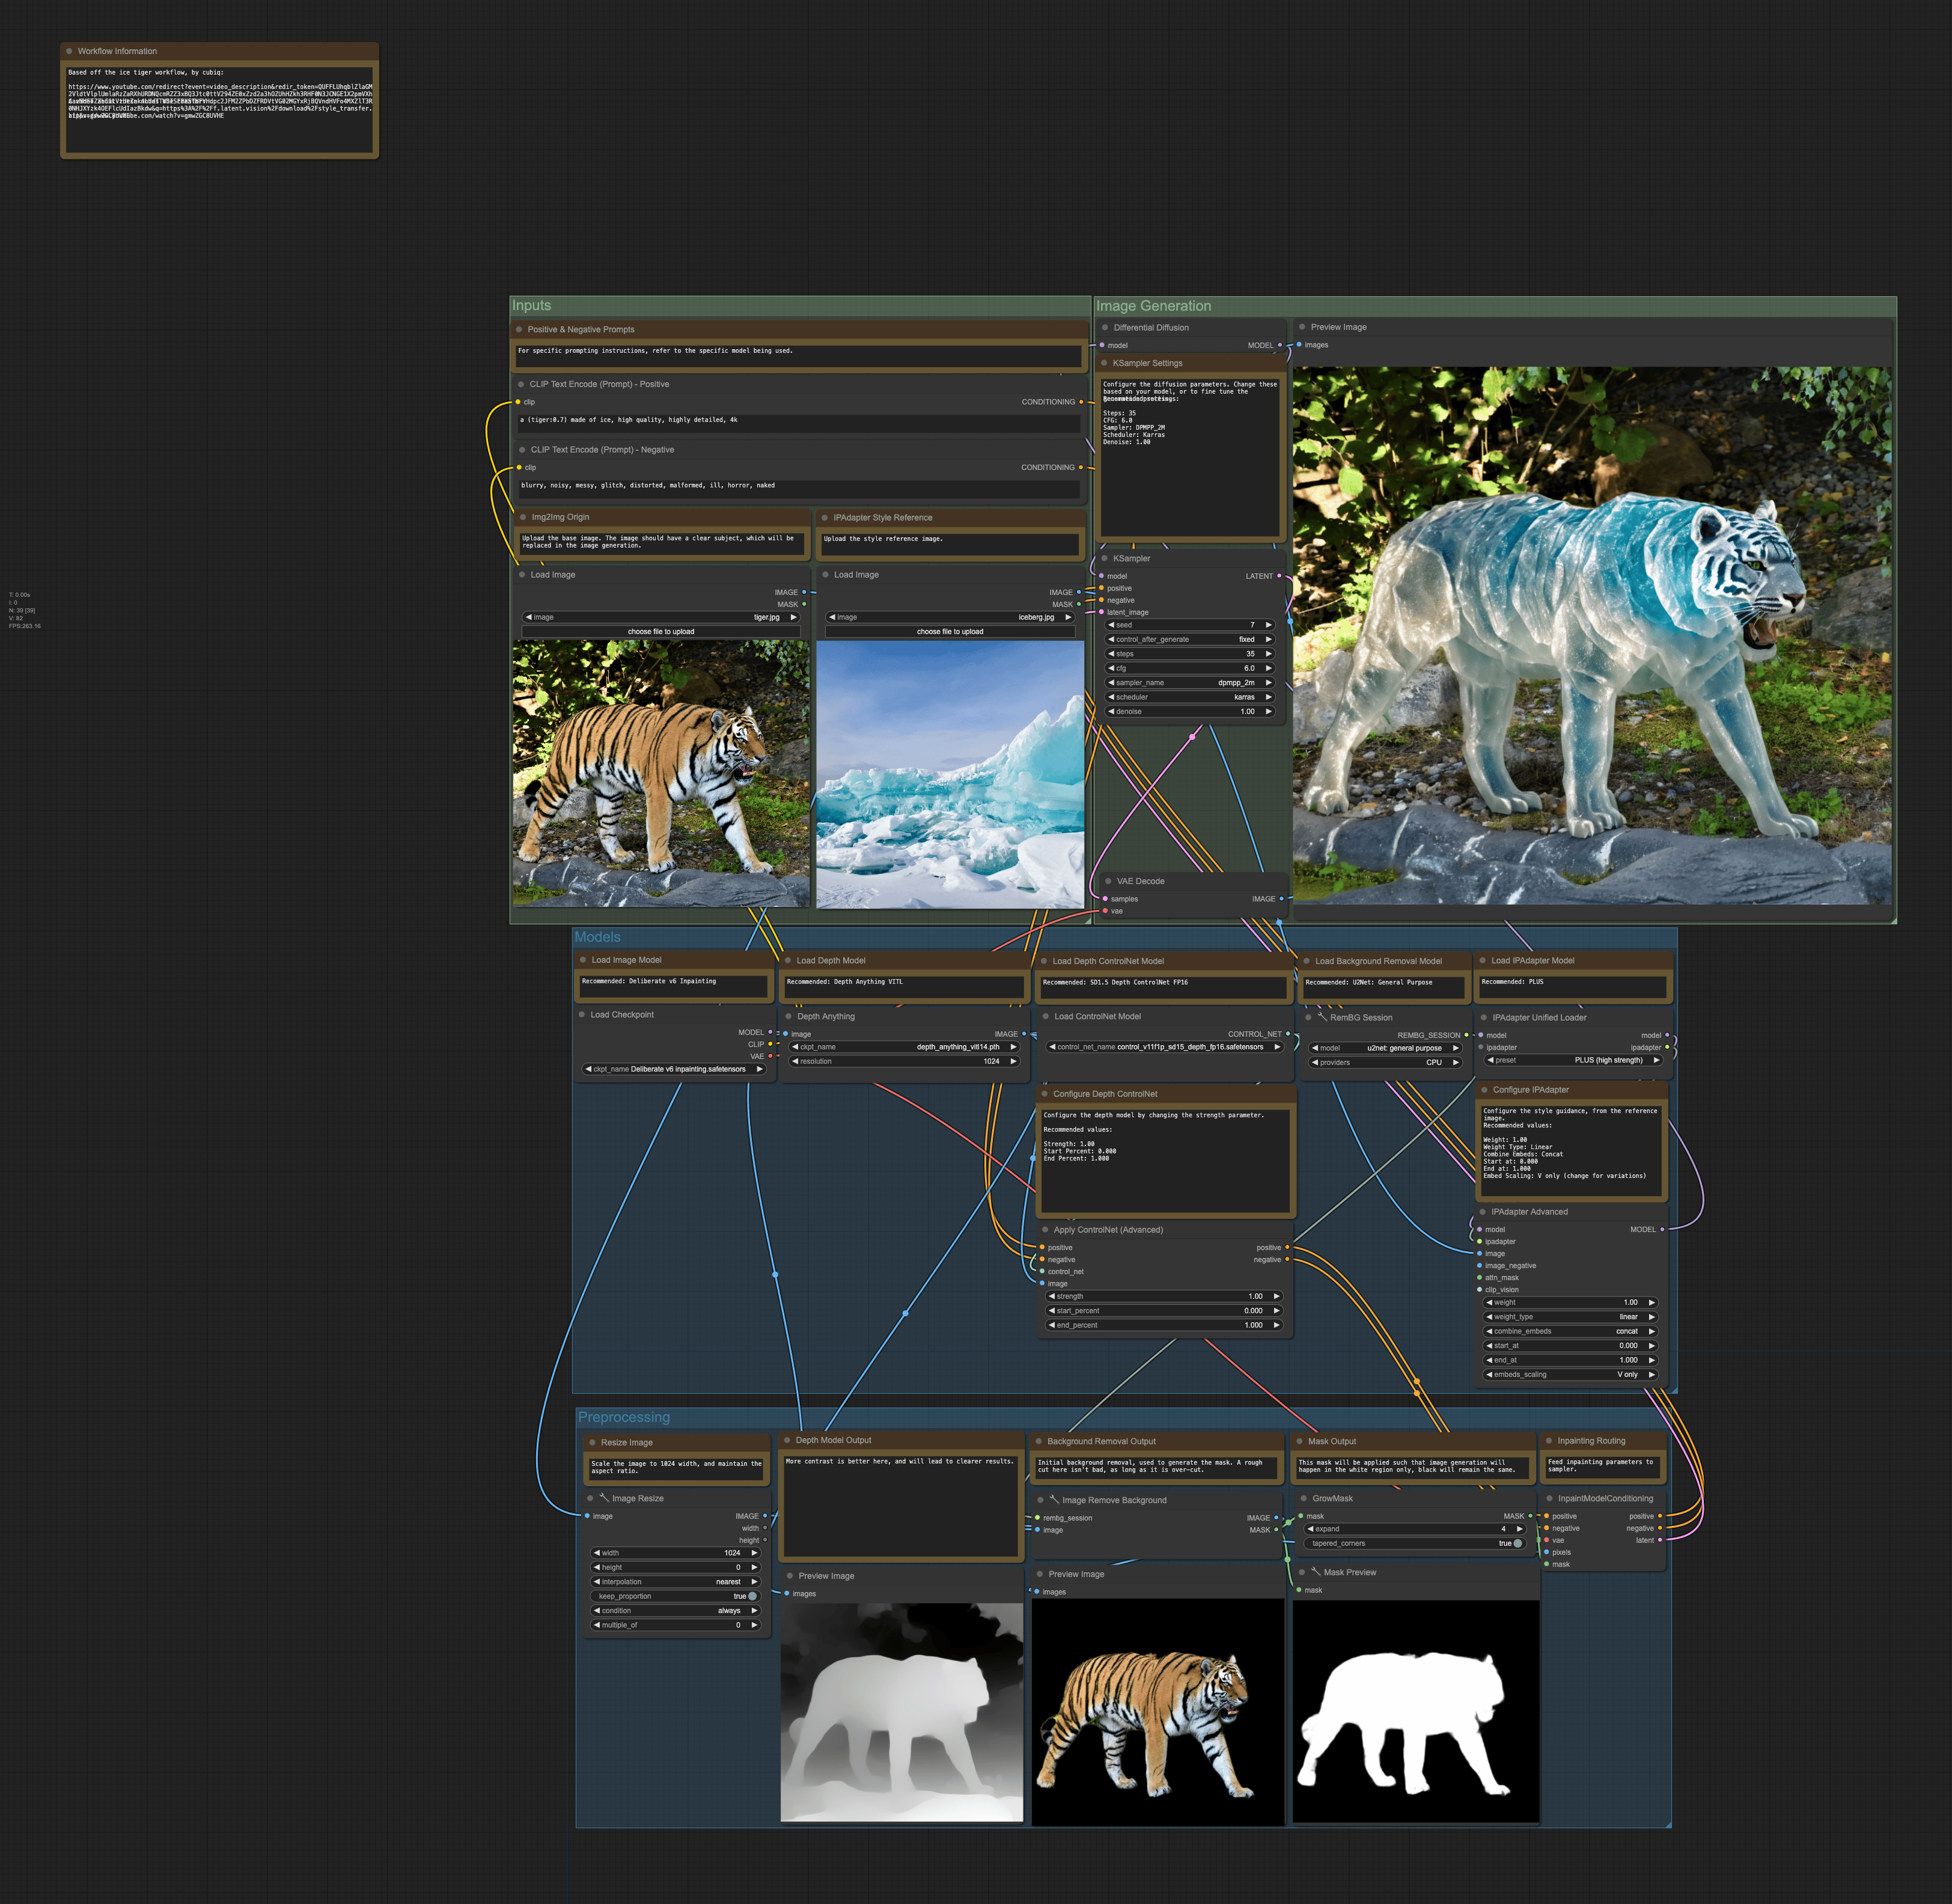 Workflow Information
Based off the ice tiger workflow, by cubiq:
T: 0.00s
I: 0
N: 39 [39]
V: 82
FPS:263.16
Inputs
Positive & Negative Prompts
For specific prompting instructions, refer to the specific model being used.
CLIP Text Encode (Prompt) - Positive
clip
CONDITIONING
a (tiger:0.7) made of ice, high quality, highly detailed, 4k
CLIP Text Encode (Prompt) - Negative
clip
CONDITIONING
blurry, noisy, messy, glitch, distorted, malformed, ill, horror, naked
Img2Img Origin
Upload the base image. The image should have a clear subject, which will be
replaced in the image generation.
IPAdapter Style Reference
Upload the style reference image.
Load Image
IMAGE
MASK
image tiger.jpg
choose file to upload
Load Image
IMAGE
MASK
image iceberg.jpg
choose file to upload
Image Generation
Differential Diffusion
model MODEL
KSampler Settings
Configure the diffusion parameters. Change these
based on your model, or to fine tune the
Steps: 35
CFG: 6.0
Sampler: DPMPP_2M
Scheduler: Karras
Denoise: 1.00
KSampler
model LATENT
positive
negative
latent_image
seed 7
control_after_generate fixed
steps 35
cfg 6.0
sampler_name dpmpp_2m
scheduler karras
denoise 1.00
VAE Decode
samples IMAGE
vae
Preview Image
images
Models
Load Image Model
Recommended: Deliberate v6 Inpainting
Load Checkpoint
MODEL
CLIP
VAE
ckpt_name Deliberate v6 inpainting.safetensors
Load Depth Model
Recommended: Depth Anything VITL
Depth Anything
image IMAGE
ckpt_name depth_anything_vitl14.pth
resolution 1024
Load Depth ControlNet Model
Recommended: SD1.5 Depth ControlNet FP16
Load ControlNet Model
CONTROL_NET
control_net_name control_v11f1p_sd15_depth_fp16.safetensors
Configure Depth ControlNet
Configure the depth model by changing the strength parameter.
Recommended values:
Strength: 1.00
Start Percent: 0.000
End Percent: 1.000
Apply ControlNet (Advanced)
positive positive
negative negative
control_net
image
strength 1.00
start_percent 0.000
end_percent 1.000
Load Background Removal Model
Recommended: U2Net: General Purpose
RemBG Session
REMBG_SESSION
model u2net: general purpose
providers CPU
Load IPAdapter Model
Recommended: PLUS
IPAdapter Unified Loader
model model
ipadapter ipadapter
preset PLUS (high strength)
Configure IPAdapter
Configure the style guidance, from the reference
image.
Recommended values:
Weight: 1.00
Weight Type: Linear
Combine Embeds: Concat
Start at: 0.000
End at: 1.000
Embed Scaling: V only (change for variations)
IPAdapter Advanced
model MODEL
ipadapter
image
image_negative
attn_mask
clip_vision
weight 1.00
weight_type linear
combine_embeds concat
start_at 0.000
end_at 1.000
embeds_scaling V only
Preprocessing
Resize Image
Scale the image to 1024 width, and maintain the
aspect ratio.
Image Resize
image IMAGE
width
height
width 1024
height 0
interpolation nearest
keep_proportion true
condition always
multiple_of 0
Depth Model Output
More contrast is better here, and will lead to clearer results.
Preview Image
images
Background Removal Output
Initial background removal, used to generate the mask. A rough
cut here isn't bad, as long as it is over-cut.
Image Remove Background
rembg_session IMAGE
image MASK
Preview Image
images
Mask Output
This mask will be applied such that image generation will
happen in the white region only, black will remain the same.
GrowMask
mask MASK
expand 4
tapered_corners true
Mask Preview
mask
Inpainting Routing
Feed inpainting parameters to
sampler.
InpaintModelConditioning
positive positive
negative negative
vae latent
pixels
mask